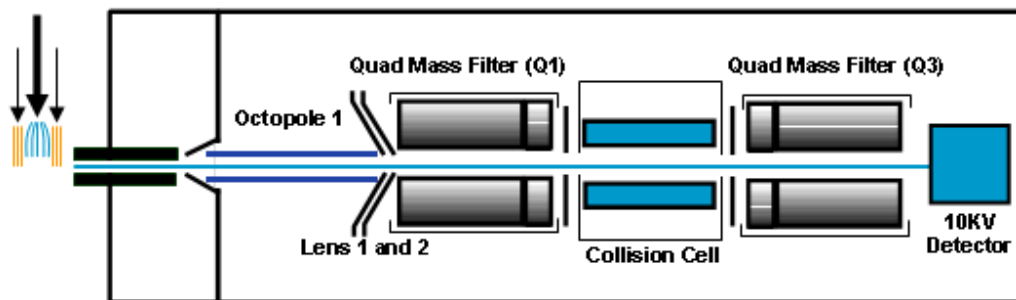 Quad Mass Filter (Q1)
Quad Mass Filter (Q3)
Octopole 1
Lens 1 and 2
Collision Cell
10KV
Detector